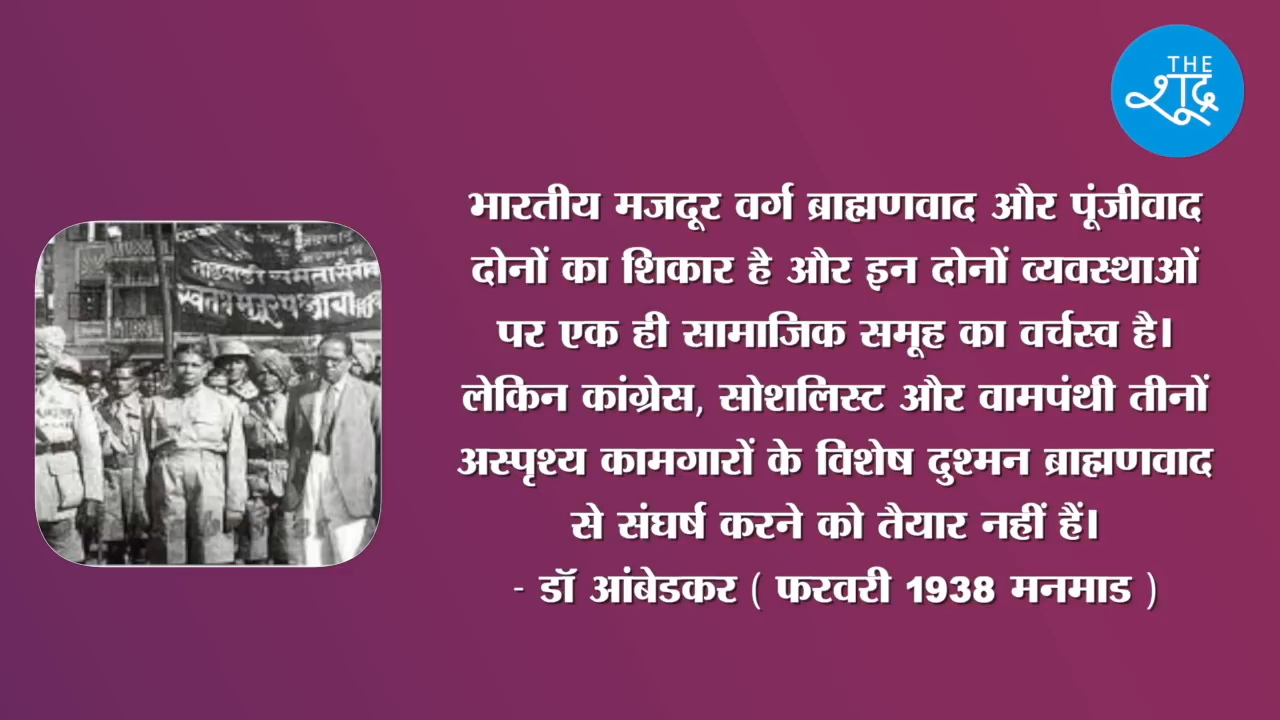 THE
शूद्र
भारतीय मजदूर वर्ग ब्राह्मणवाद और पूंजीवाद
दोनों का शिकार है और इन दोनों व्यवस्थाओं
पर एक ही सामाजिक समूह का वर्चस्व है।
लेकिन कांग्रेस, सोशलिस्ट और वामपंथी तीनों
अस्पृश्य कामगारों के विशेष दुश्मन ब्राह्मणवाद
से संघर्ष करने को तैयार नहीं हैं।
- डॉ आंबेडकर ( फरवरी 1938 मनमाड )